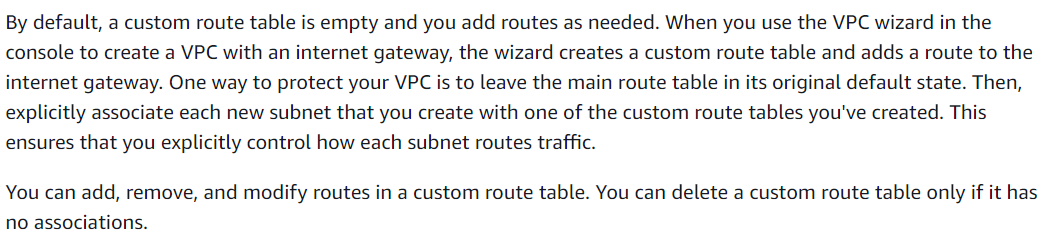 By default, a custom route table is empty and you add routes as needed. When you use the VPC wizard in the
console to create a VPC with an internet gateway, the wizard creates a custom route table and adds a route to the
internet gateway. One way to protect your VPC is to leave the main route table in its original default state. Then,
explicitly associate each new subnet that you create with one of the custom route tables you've created. This
ensures that you explicitly control how each subnet routes traffic.
You can add, remove, and modify routes in a custom route table. You can delete a custom route table only if it has
no associations.